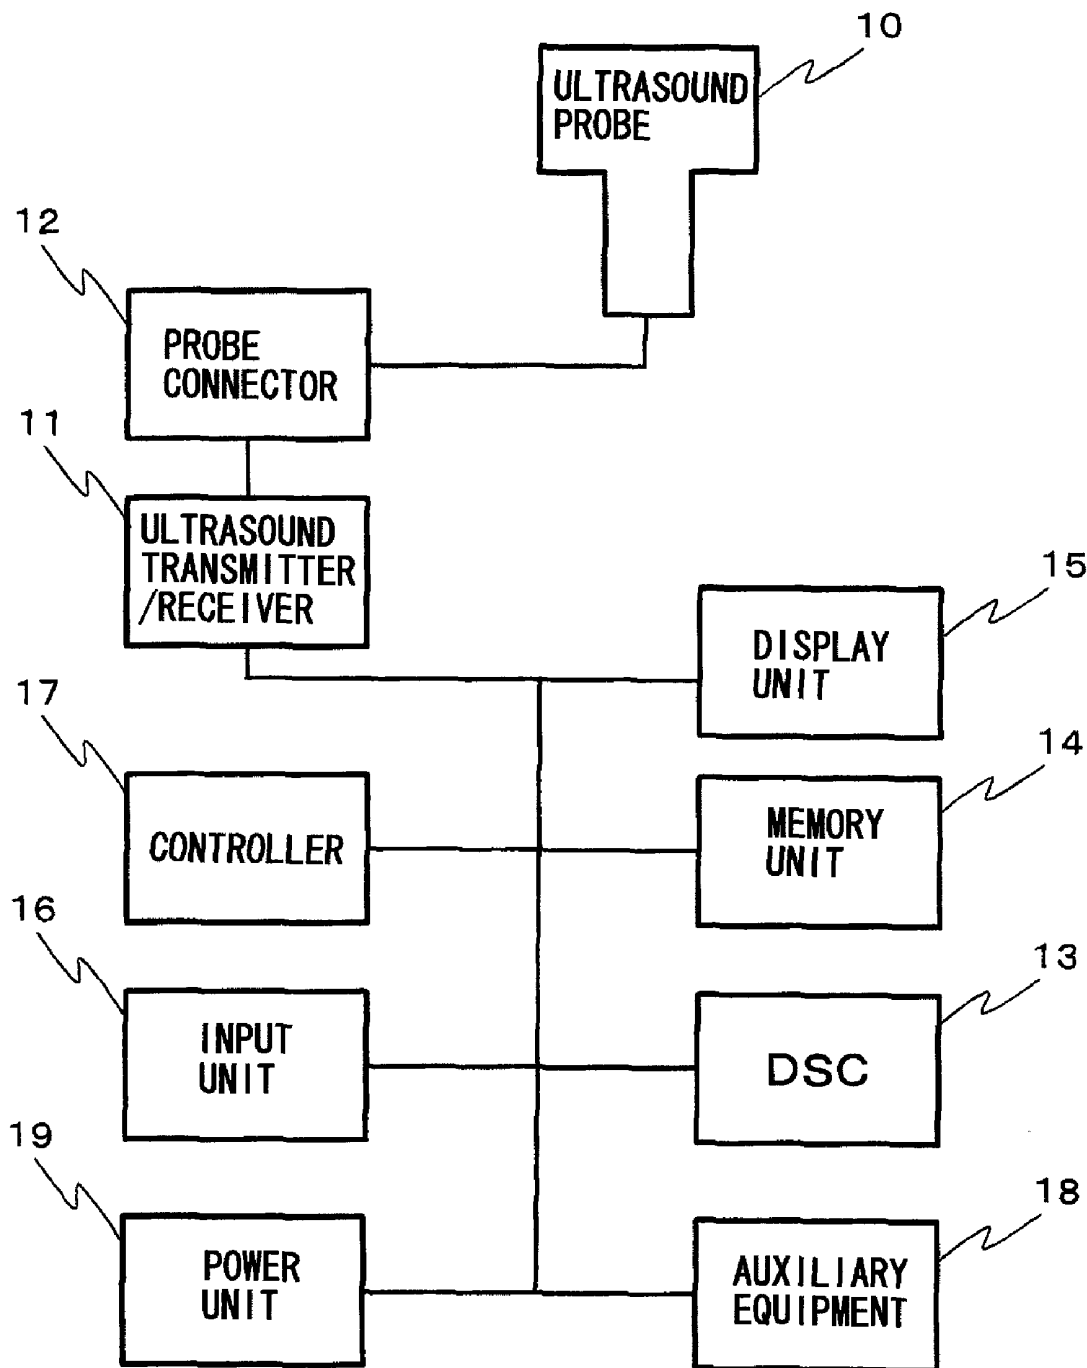 10
ULTRASOUND
PROBE
12
PROBE
CONNECTOR
11
ULTRASOUND
TRANSMITTER
/RECEIVER
15
DISPLAY
UNIT
17
CONTROLLER
14
MEMORY
UNIT
16
INPUT
UNIT
13
DSC
19
POWER
UNIT
18
AUXILIARY
EQUIPMENT